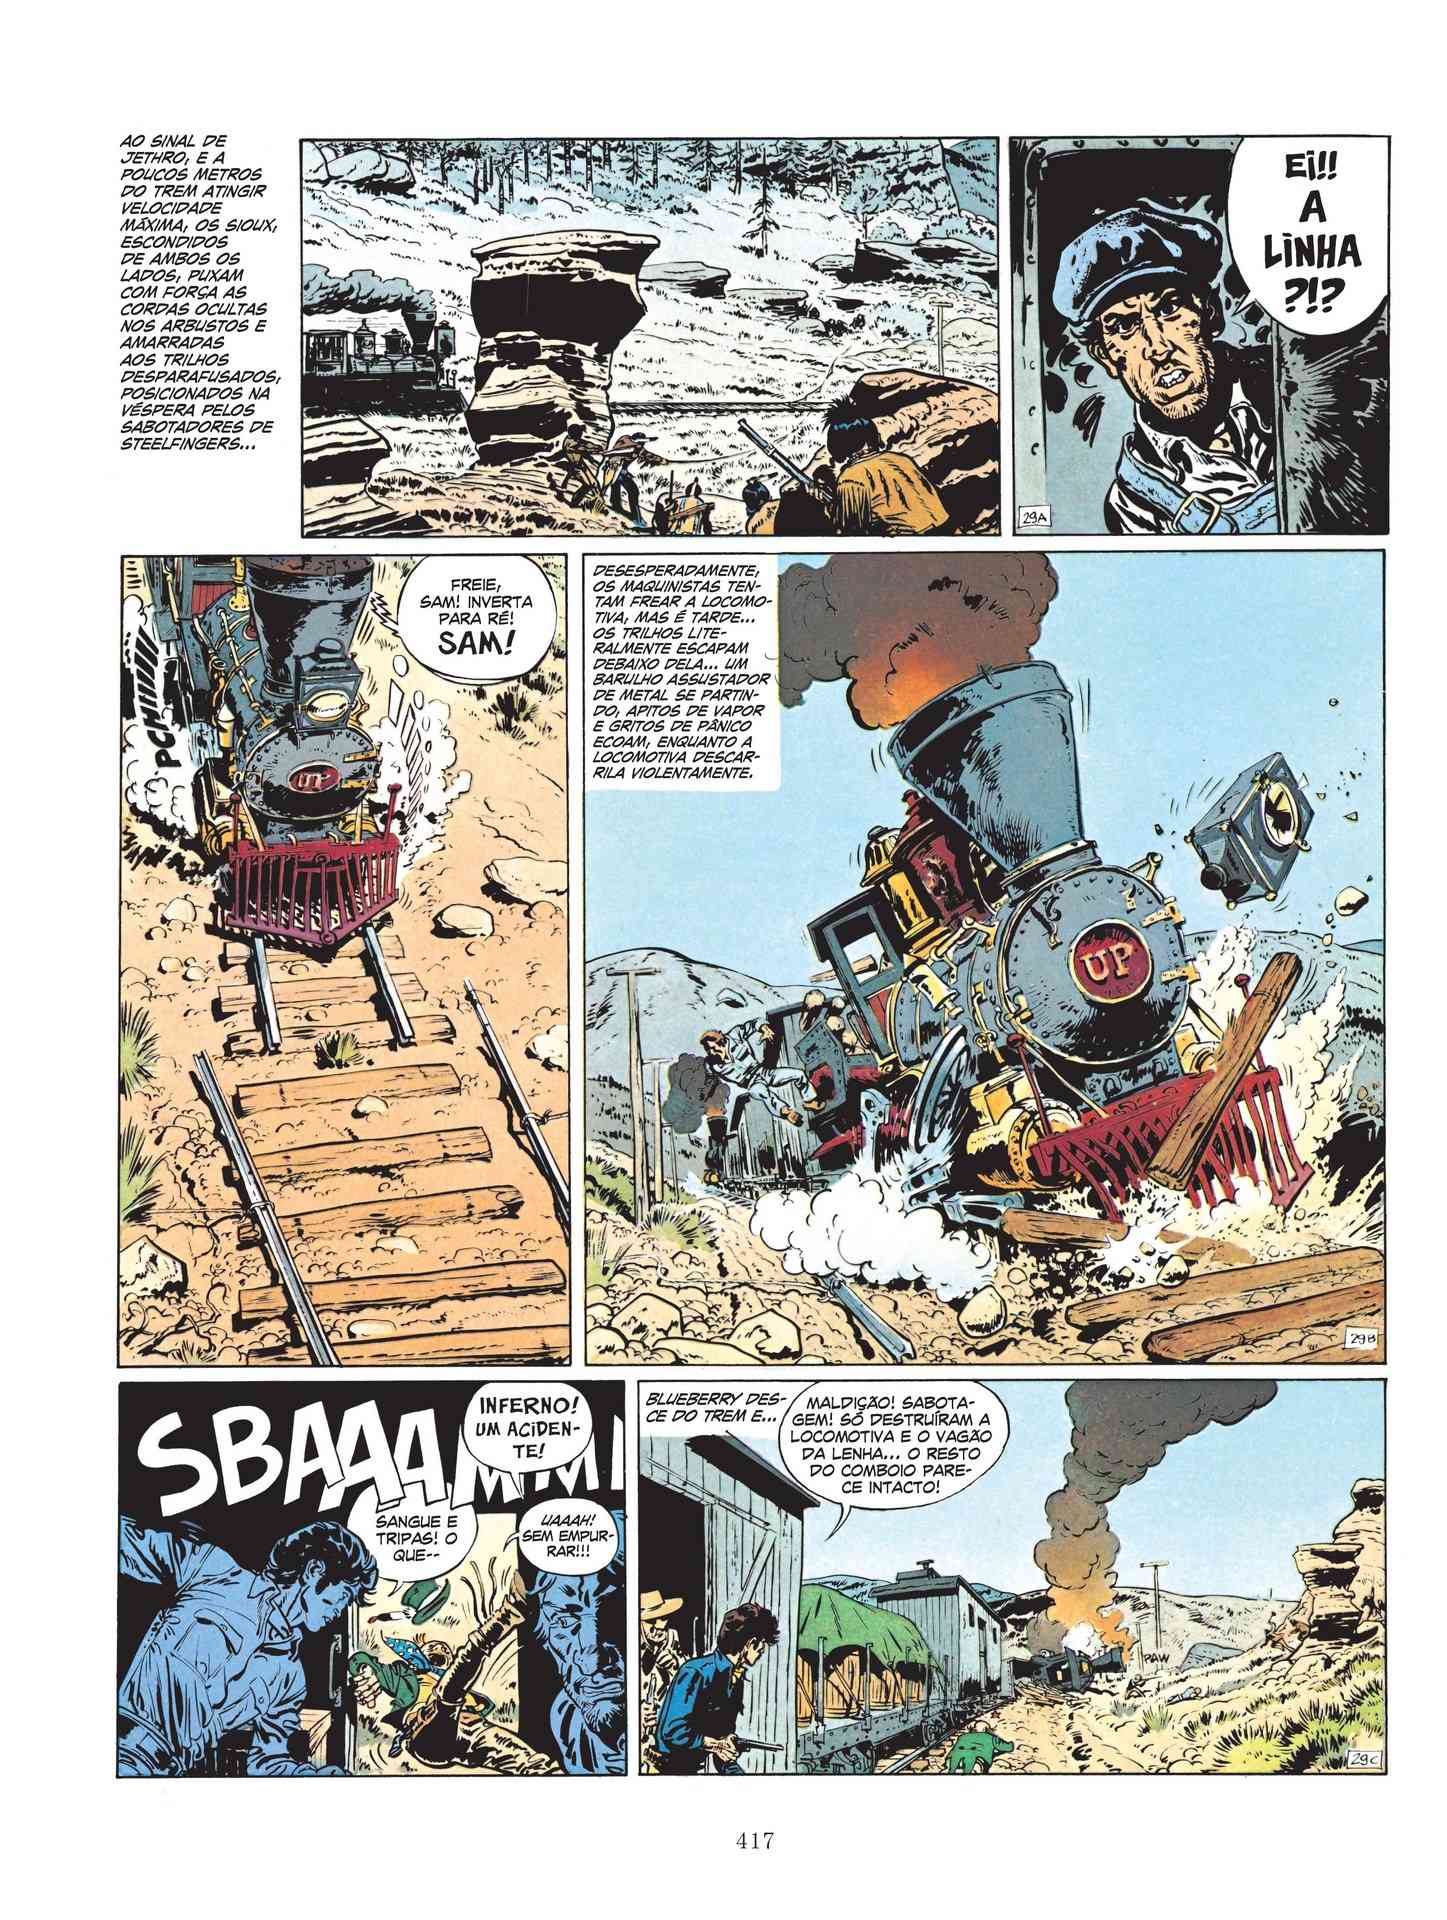 AO SINAL DE
JETHRO, E A
POUCOS METROS
DO TREM ATINGIR
VELOCIDADE
MÁXIMA, OS SIOUX,
ESCONDIDOS
DE AMBOS OS
LADOS, PUXAM
COM FORÇA AS
CORDAS OCULTAS
NOS ARBUSTOS E
AMARRADAS
AOS TRILHOS
DESPARAFUSADOS,
POSICIONADOS NA
VÉSPERA PELOS
SABOTADORES DE
STEELFINGERS...
EI!!
A
LINHA
?!?
29A
FREIE,
SAM! INVERTA
PARA RÉ!
SAM!
PCHIIIIII
UP
DESESPERADAMENTE,
OS MAQUINISTAS TEN-
TAM FREAR A LOCOMO-
TIVA, MAS É TARDE...
OS TRILHOS LITE-
RALMENTE ESCAPAM
DEBAIXO DELA... UM
BARULHO ASSUSTADOR
DE METAL SE PARTIN-
DO, APITOS DE VAPOR
E GRITOS DE PÂNICO
ECOAM, ENQUANTO A
LOCOMOTIVA DESCAR-
RILA VIOLENTAMENTE.
UP
29B
SBAAAMMM
INFERNO!
UM ACIDEN-
TE!
SANGUE E
TRIPAS! O
QUE--
UAAAH!
SEM EMPUR-
RAR!!!
BLUEBERRY DES-
CE DO TREM E...
MALDIÇÃO! SABOTA-
GEM! SÓ DESTRUÍRAM A
LOCOMOTIVA E O VAGÃO
DA LENHA... O RESTO
DO COMBOIO PARE-
CE INTACTO!
PAW
29C
417